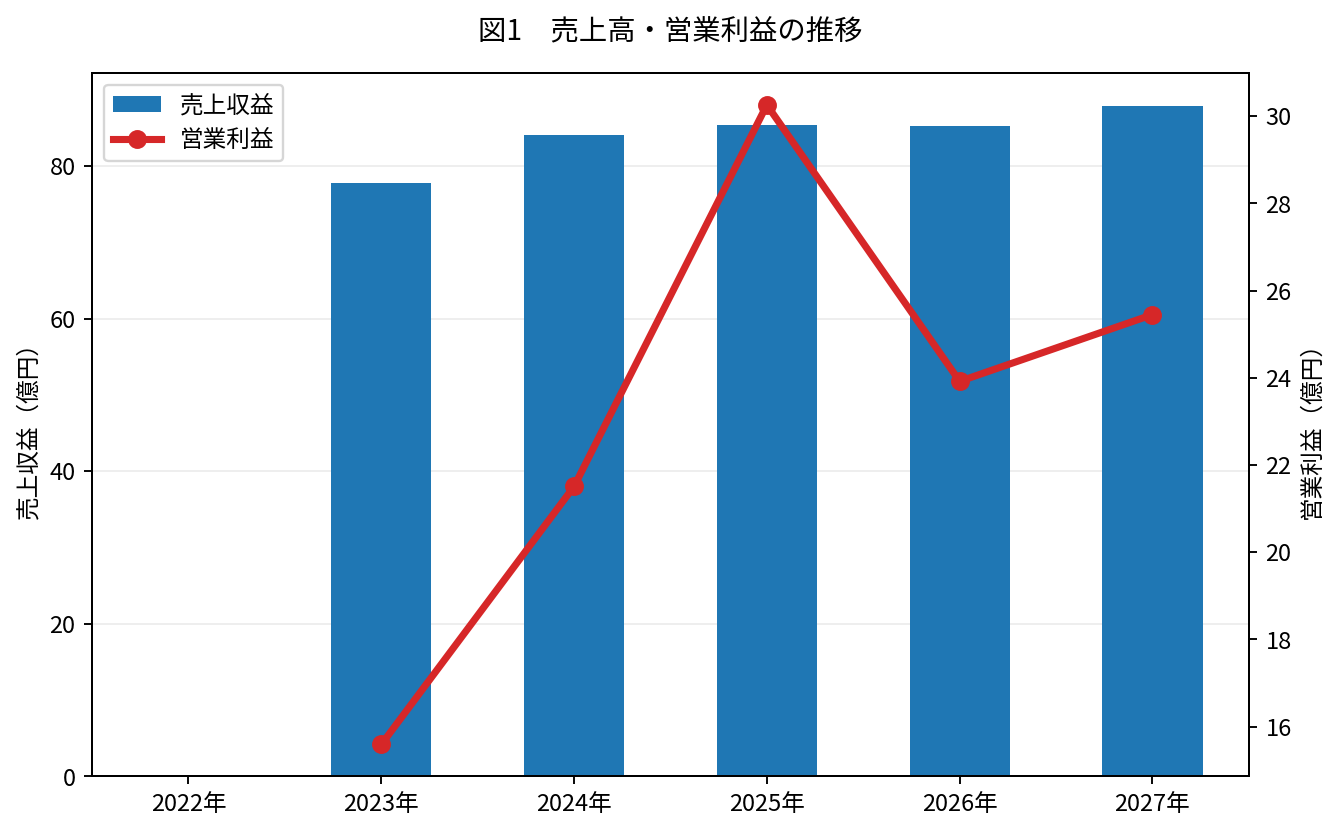 図1　売上高・営業利益の推移
売上収益
営業利益
売上収益（億円）
0
20
40
60
80
営業利益（億円）
16
18
20
22
24
26
28
30
2022年
2023年
2024年
2025年
2026年
2027年